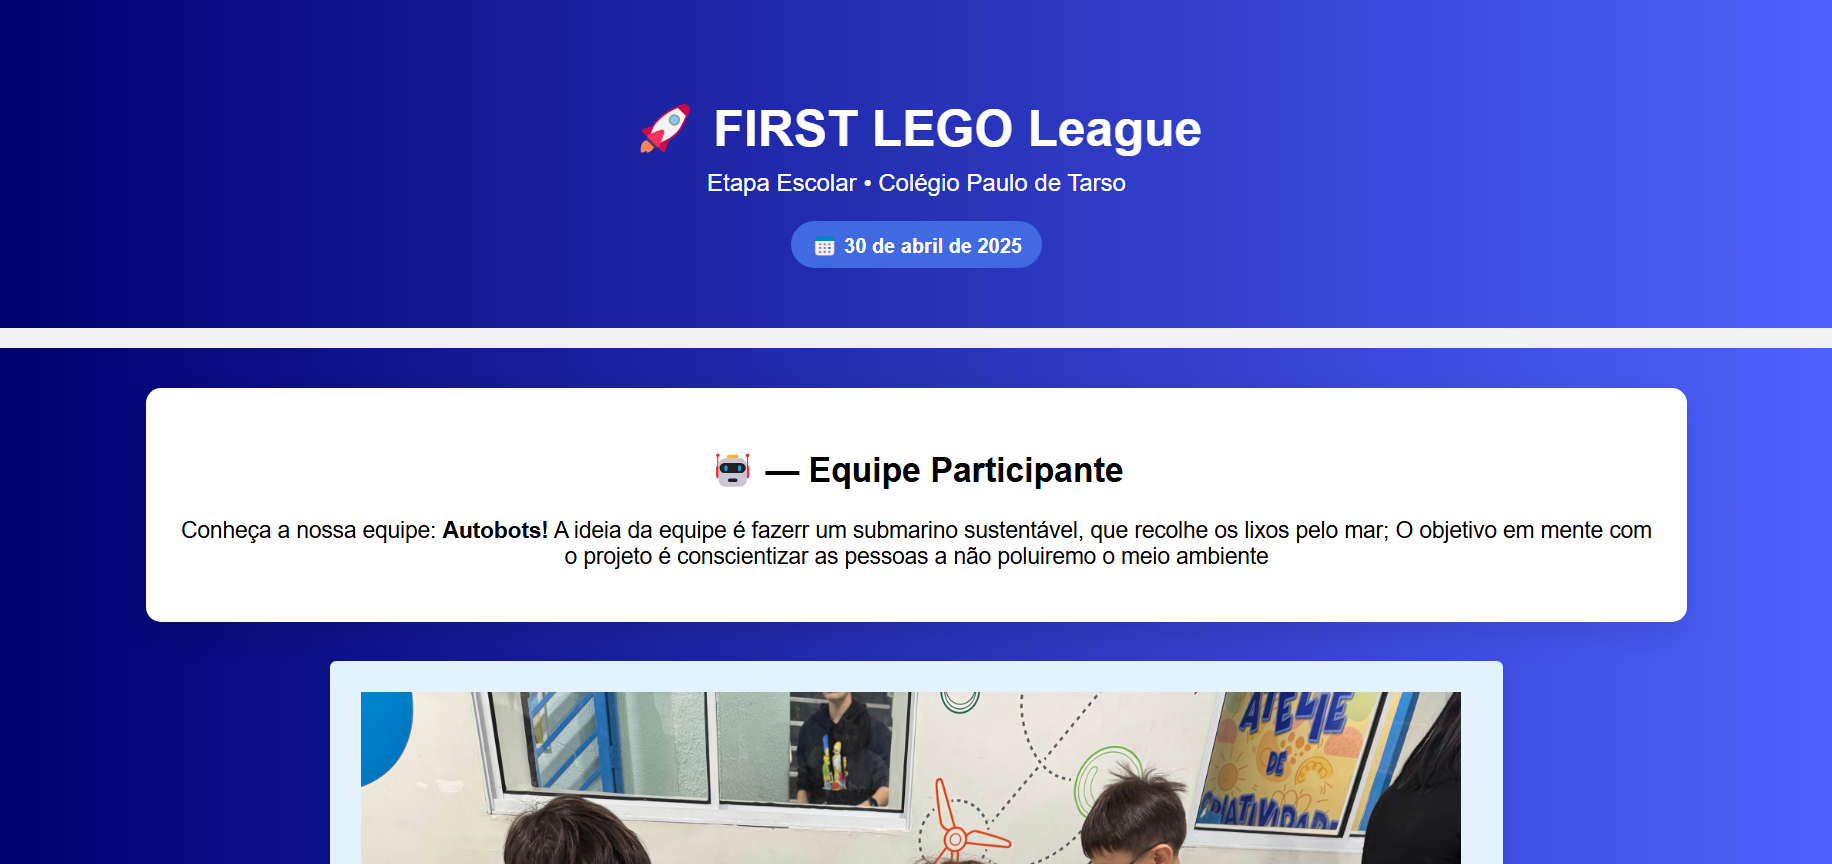 FIRST LEGO League
Etapa Escolar • Colégio Paulo de Tarso
30 de abril de 2025
— Equipe Participante
Conheça a nossa equipe: Autobots! A ideia da equipe é fazerr um submarino sustentável, que recolhe os lixos pelo mar; O objetivo em mente com
o projeto é conscientizar as pessoas a não poluiremo o meio ambiente
ATELIE
DE
CRIATIVIDADE